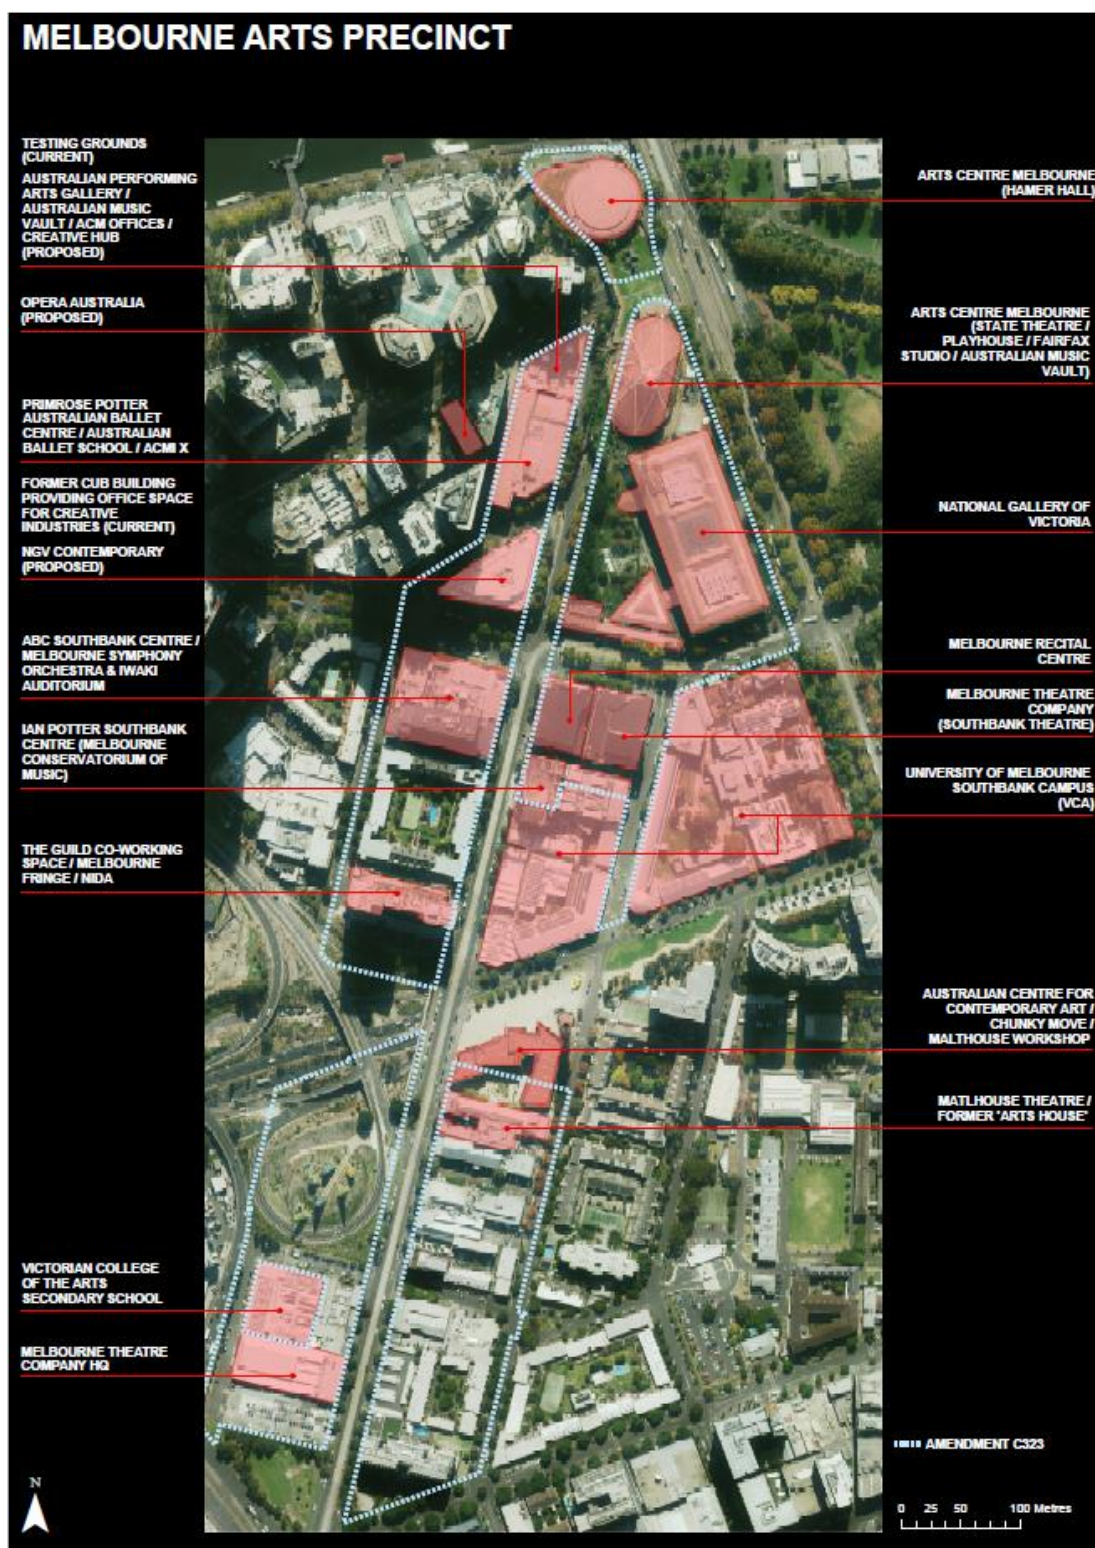 MELBOURNE ARTS PRECINCT
TESTING GROUNDS
(CURRENT)
AUSTRALIAN PERFORMING
ARTS GALLERY /
AUSTRALIAN MUSIC
VAULT / ACM OFFICES /
CREATIVE HUB
(PROPOSED)
OPERA AUSTRALIA
(PROPOSED)
PRIMROSE POTTER
AUSTRALIAN BALLET
CENTRE / AUSTRALIAN
BALLET SCHOOL / ACMI X
FORMER CUB BUILDING
PROVIDING OFFICE SPACE
FOR CREATIVE
INDUSTRIES (CURRENT)
NGV CONTEMPORARY
(PROPOSED)
ABC SOUTHBANK CENTRE /
MELBOURNE SYMPHONY
ORCHESTRA & IWAKI
AUDITORIUM
IAN POTTER SOUTHBANK
CENTRE (MELBOURNE
CONSERVATORIUM OF
MUSIC)
THE GUILD CO-WORKING
SPACE / MELBOURNE
FRINGE / NIDA
VICTORIAN COLLEGE
OF THE ARTS
SECONDARY SCHOOL
MELBOURNE THEATRE
COMPANY HQ
ARTS CENTRE MELBOURNE
(HAMER HALL)
ARTS CENTRE MELBOURNE
(STATE THEATRE /
PLAYHOUSE / FAIRFAX
STUDIO / AUSTRALIAN MUSIC
VAULT)
NATIONAL GALLERY OF
VICTORIA
MELBOURNE RECITAL
CENTRE
MELBOURNE THEATRE
COMPANY
(SOUTHBANK THEATRE)
UNIVERSITY OF MELBOURNE
SOUTHBANK CAMPUS
(VCA)
AUSTRALIAN CENTRE FOR
CONTEMPORARY ART /
CHUNKY MOVE /
MALTHOUSE WORKSHOP
MATLHOUSE THEATRE /
FORMER 'ARTS HOUSE'
AMENDMENT C323
N
0 25 50 100 Metres